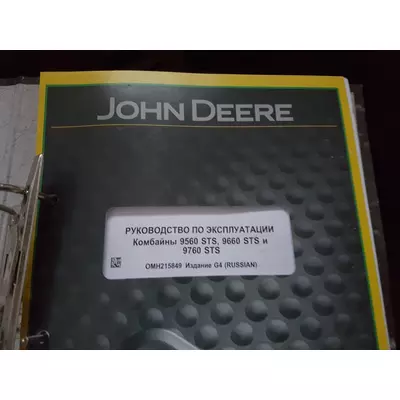 JOHN DEERE
РУКОВОДСТВО ПО ЭКСПЛУАТАЦИИ
Комбайны 9560 STS, 9660 STS и
9760 STS
OMH215849 Издание G4 (RUSSIAN)